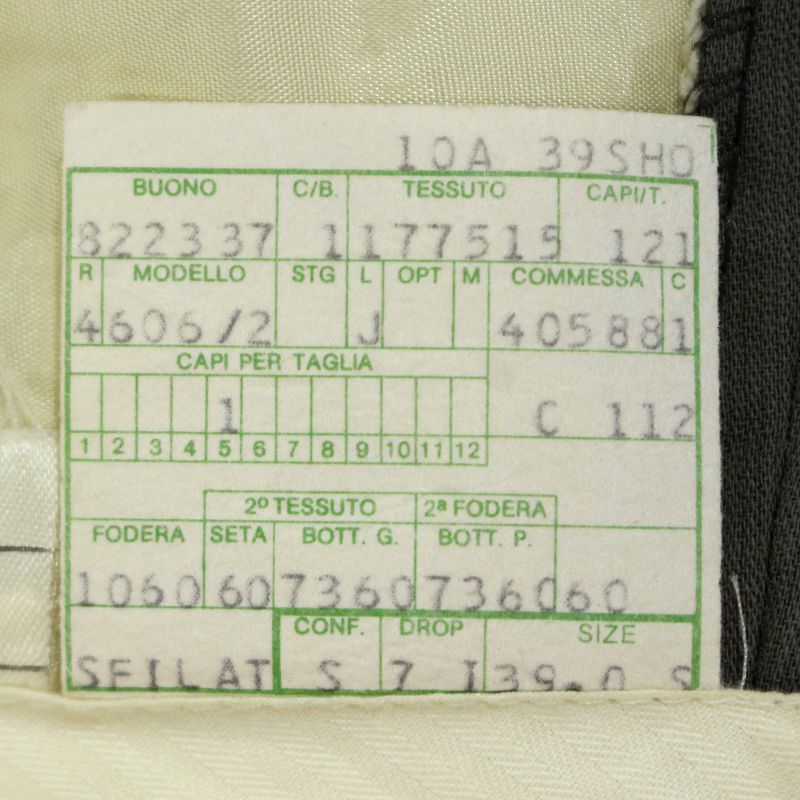 10A 39SHO
BUONO C/B. TESSUTO CAPI/T.
822337 1 177515 121
R MODELLO STG L OPT M COMMESSA C
4606/2 J 405881
CAPI PER TAGLIA
1 C 112
1 2 3 4 5 6 7 8 9 10 11 12
2º TESSUTO 2ª FODERA
FODERA SETA BOTT. G. BOTT. P.
1060 60 7360 7360 60
CONF. DROP SIZE
SFILAT S 7 I 39.0 S